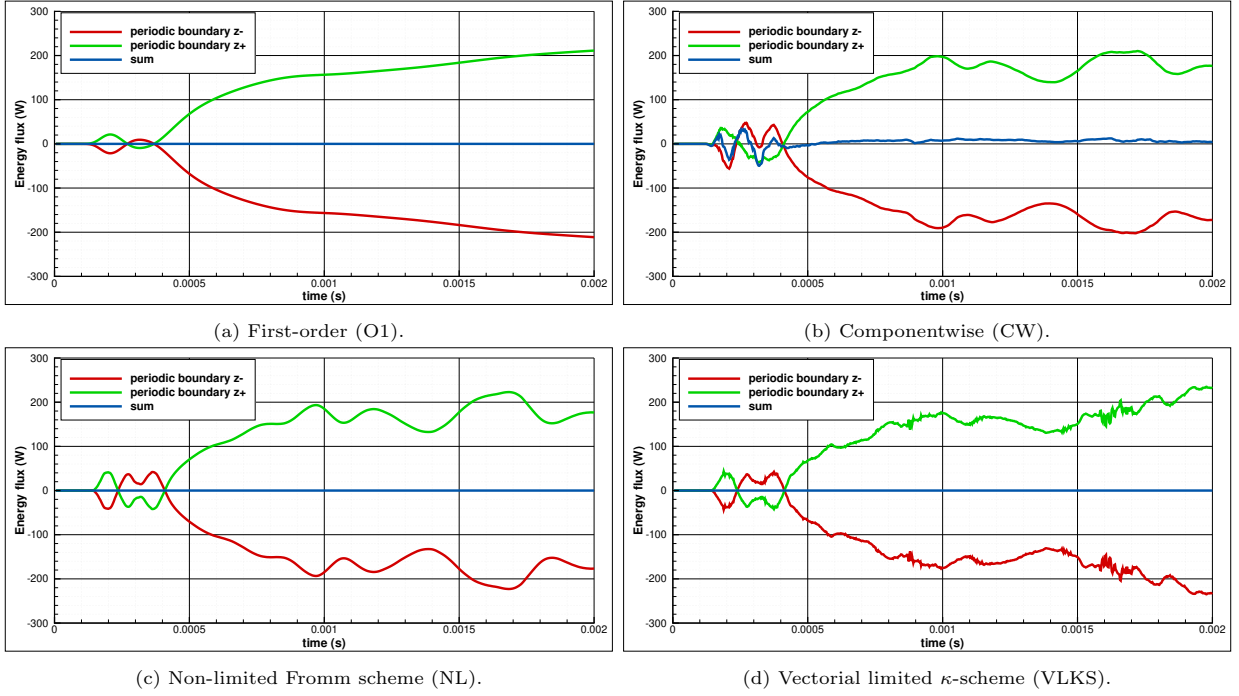 300
200
100
0
-100
-200
-300
Energy flux (W)
periodic boundary z-
periodic boundary z+
sum
0
0.0005
0.001
0.0015
0.002
time (s)
(a) First-order (O1).
300
200
100
0
-100
-200
-300
Energy flux (W)
periodic boundary z-
periodic boundary z+
sum
0
0.0005
0.001
0.0015
0.002
time (s)
(b) Componentwise (CW).
300
200
100
0
-100
-200
-300
Energy flux (W)
periodic boundary z-
periodic boundary z+
sum
0
0.0005
0.001
0.0015
0.002
time (s)
(c) Non-limited Fromm scheme (NL).
300
200
100
0
-100
-200
-300
Energy flux (W)
periodic boundary z-
periodic boundary z+
sum
0
0.0005
0.001
0.0015
0.002
time (s)
(d) Vectorial limited κ-scheme (VLKS).